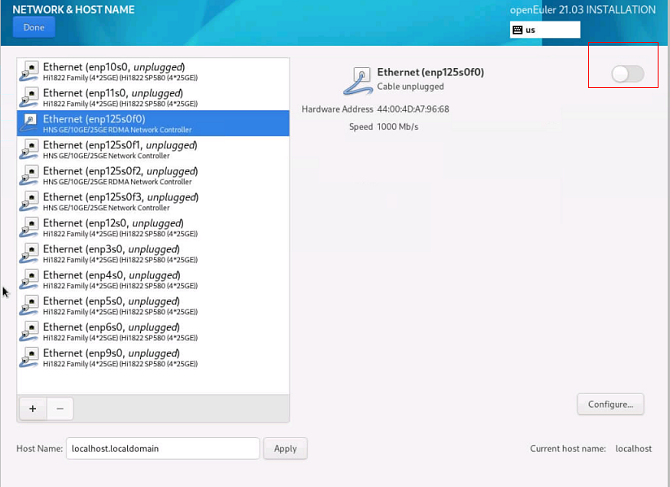 NETWORK & HOST NAME
openEuler 21.03 INSTALLATION
Done
us
Ethernet (enp10s0, unplugged)
Hi1822 Family (4*25GE) (Hi1822 SP580 (4*25GE))
Ethernet (enp11s0, unplugged)
Hi1822 Family (4*25GE) (Hi1822 SP580 (4*25GE))
Ethernet (enp125s0f0)
HNS GE/10GE/25GE RDMA Network Controller
Ethernet (enp125s0f1, unplugged)
HNS GE/10GE/25GE Network Controller
Ethernet (enp125s0f2, unplugged)
HNS GE/10GE/25GE RDMA Network Controller
Ethernet (enp125s0f3, unplugged)
HNS GE/10GE/25GE Network Controller
Ethernet (enp12s0, unplugged)
Hi1822 Family (4*25GE) (Hi1822 SP580 (4*25GE))
Ethernet (enp3s0, unplugged)
Hi1822 Family (4*25GE) (Hi1822 SP580 (4*25GE))
Ethernet (enp4s0, unplugged)
Hi1822 Family (4*25GE) (Hi1822 SP580 (4*25GE))
Ethernet (enp5s0, unplugged)
Hi1822 Family (4*25GE) (Hi1822 SP580 (4*25GE))
Ethernet (enp6s0, unplugged)
Hi1822 Family (4*25GE) (Hi1822 SP580 (4*25GE))
Ethernet (enp9s0, unplugged)
Hi1822 Family (4*25GE) (Hi1822 SP580 (4*25GE))
Ethernet (enp125s0f0)
Cable unplugged
Hardware Address 44:00:4D:A7:96:68
Speed 1000 Mb/s
+ −
Configure...
Host Name: localhost.localdomain Apply
Current host name: localhost